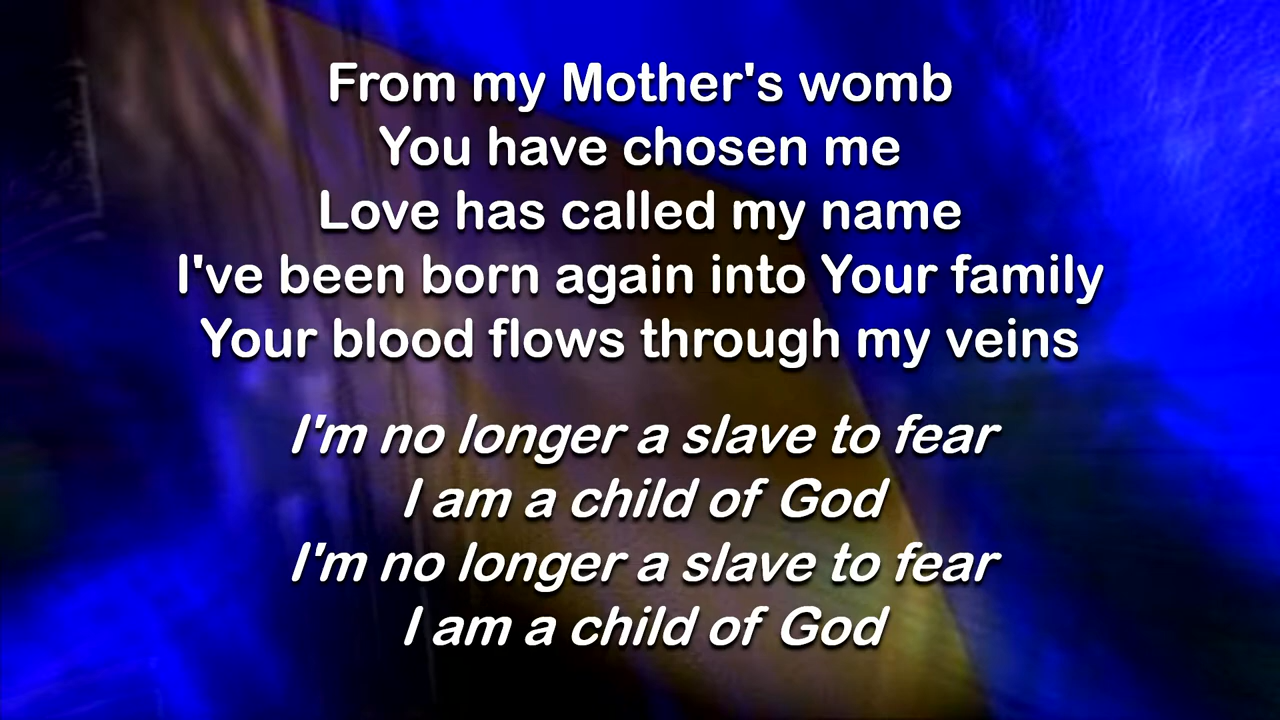 From my Mother's womb
You have chosen me
Love has called my name
I've been born again into Your family
Your blood flows through my veins
I'm no longer a slave to fear
I am a child of God
I'm no longer a slave to fear
I am a child of God